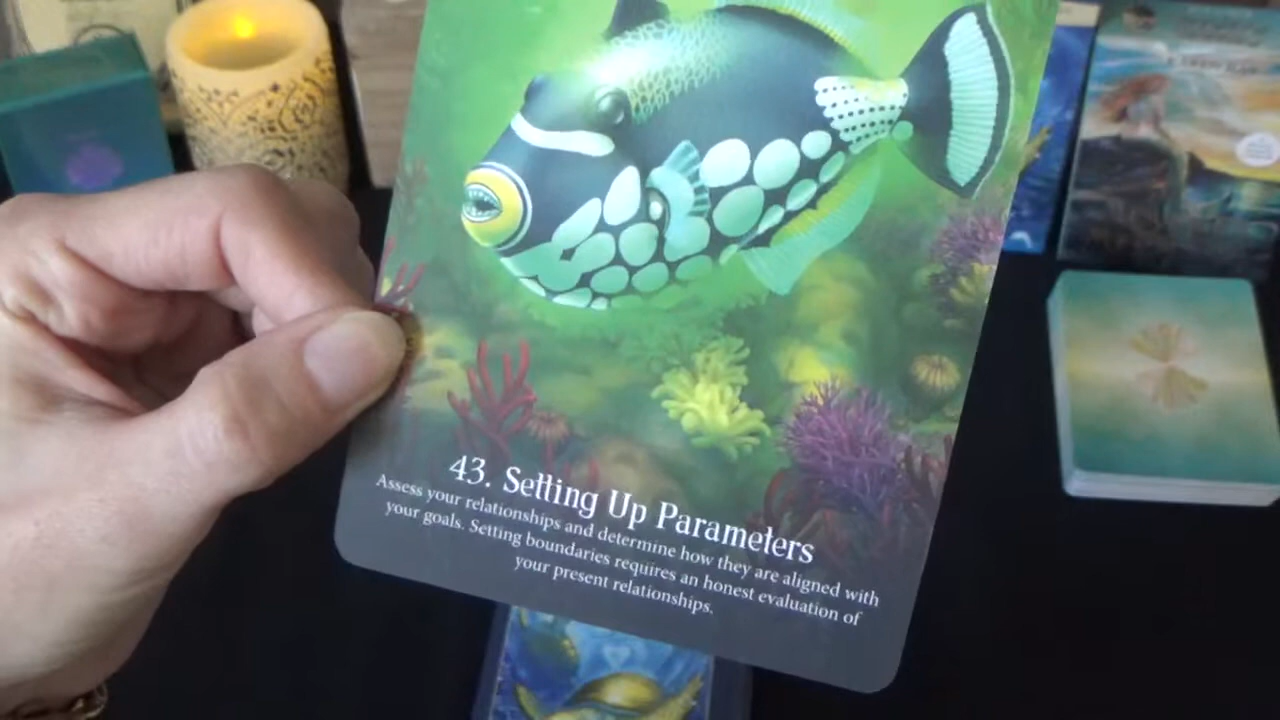 43. Setting Up Parameters
Assess your relationships and determine how they are aligned with
your goals. Setting boundaries requires an honest evaluation of
your present relationships.